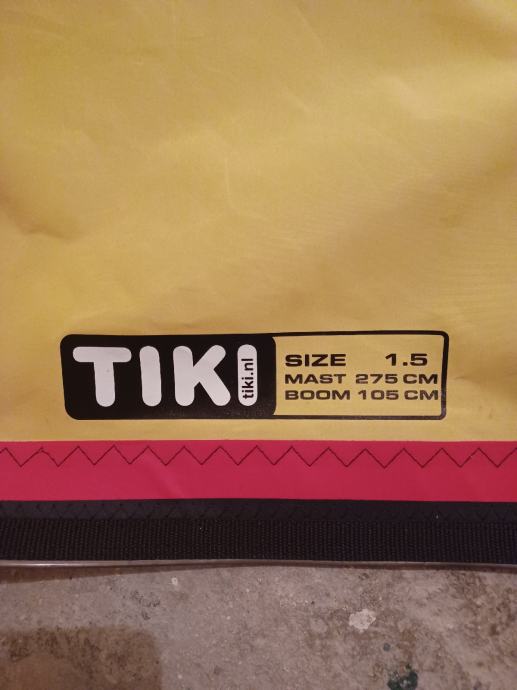 TIKI tiki.nl
SIZE 1.5
MAST 275 CM
BOOM 105 CM